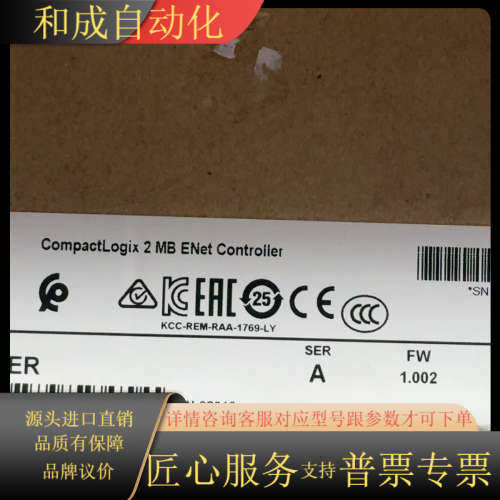 和成自动化
CompactLogix 2 MB ENet Controller
*SN
25
KCC-REM-RAA-1769-LY
ER
SER
FW
A
1.002
源头进口直销
品质有保障
品牌议价
详情咨询客服对应型号跟参数才可下单
匠心服务 支持 普票专票